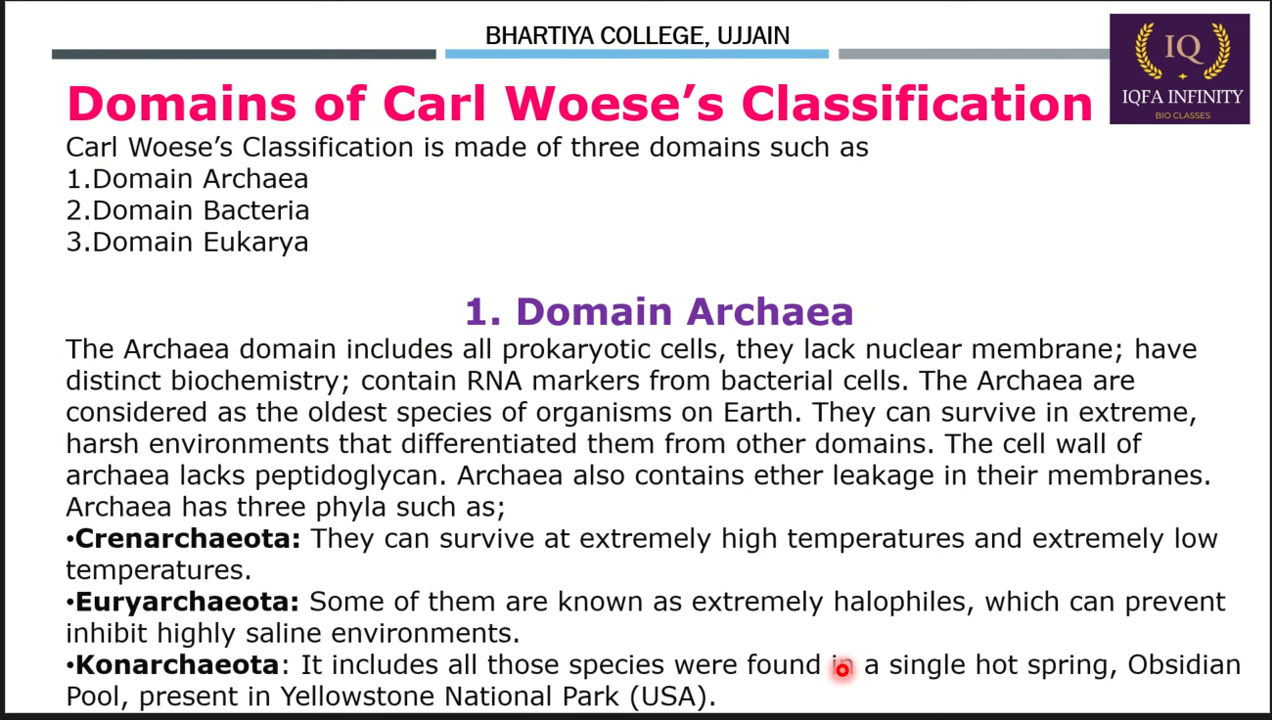 BHARTIYA COLLEGE, UJJAIN
IQ
IQFA INFINITY
BIO CLASSES
Domains of Carl Woese’s Classification
Carl Woese’s Classification is made of three domains such as
1.Domain Archaea
2.Domain Bacteria
3.Domain Eukarya
1. Domain Archaea
The Archaea domain includes all prokaryotic cells, they lack nuclear membrane; have
distinct biochemistry; contain RNA markers from bacterial cells. The Archaea are
considered as the oldest species of organisms on Earth. They can survive in extreme,
harsh environments that differentiated them from other domains. The cell wall of
archaea lacks peptidoglycan. Archaea also contains ether leakage in their membranes.
Archaea has three phyla such as;
•Crenarchaeota: They can survive at extremely high temperatures and extremely low
temperatures.
•Euryarchaeota: Some of them are known as extremely halophiles, which can prevent
inhibit highly saline environments.
•Konarchaeota: It includes all those species were found in a single hot spring, Obsidian
Pool, present in Yellowstone National Park (USA).